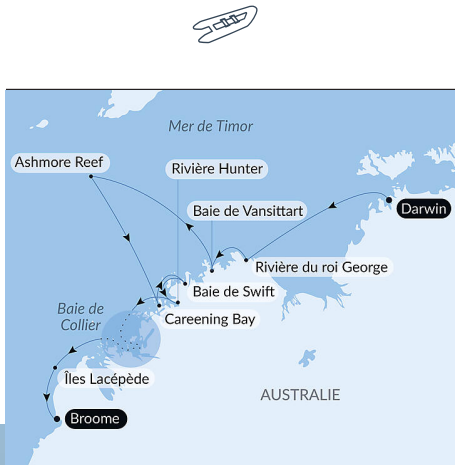 Mer de Timor
Ashmore Reef
Rivière Hunter
Baie de Vansittart
Darwin
Rivière du roi George
Baie de Swift
Baie de
Collier
Careening Bay
Îles Lacépède
AUSTRALIE
Broome